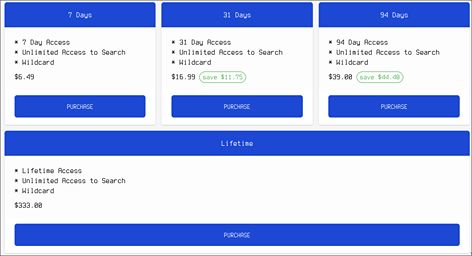 7 Days
* 7 Day Access
* Unlimited Access to Search
* Wildcard
$6.49
PURCHASE
31 Days
* 31 Day Access
* Unlimited Access to Search
* Wildcard
$16.99 save $11.75
PURCHASE
94 Days
* 94 Day Access
* Unlimited Access to Search
* Wildcard
$39.00 save $44.40
PURCHASE
Lifetime
* Lifetime Access
* Unlimited Access to Search
* Wildcard
$333.00
PURCHASE